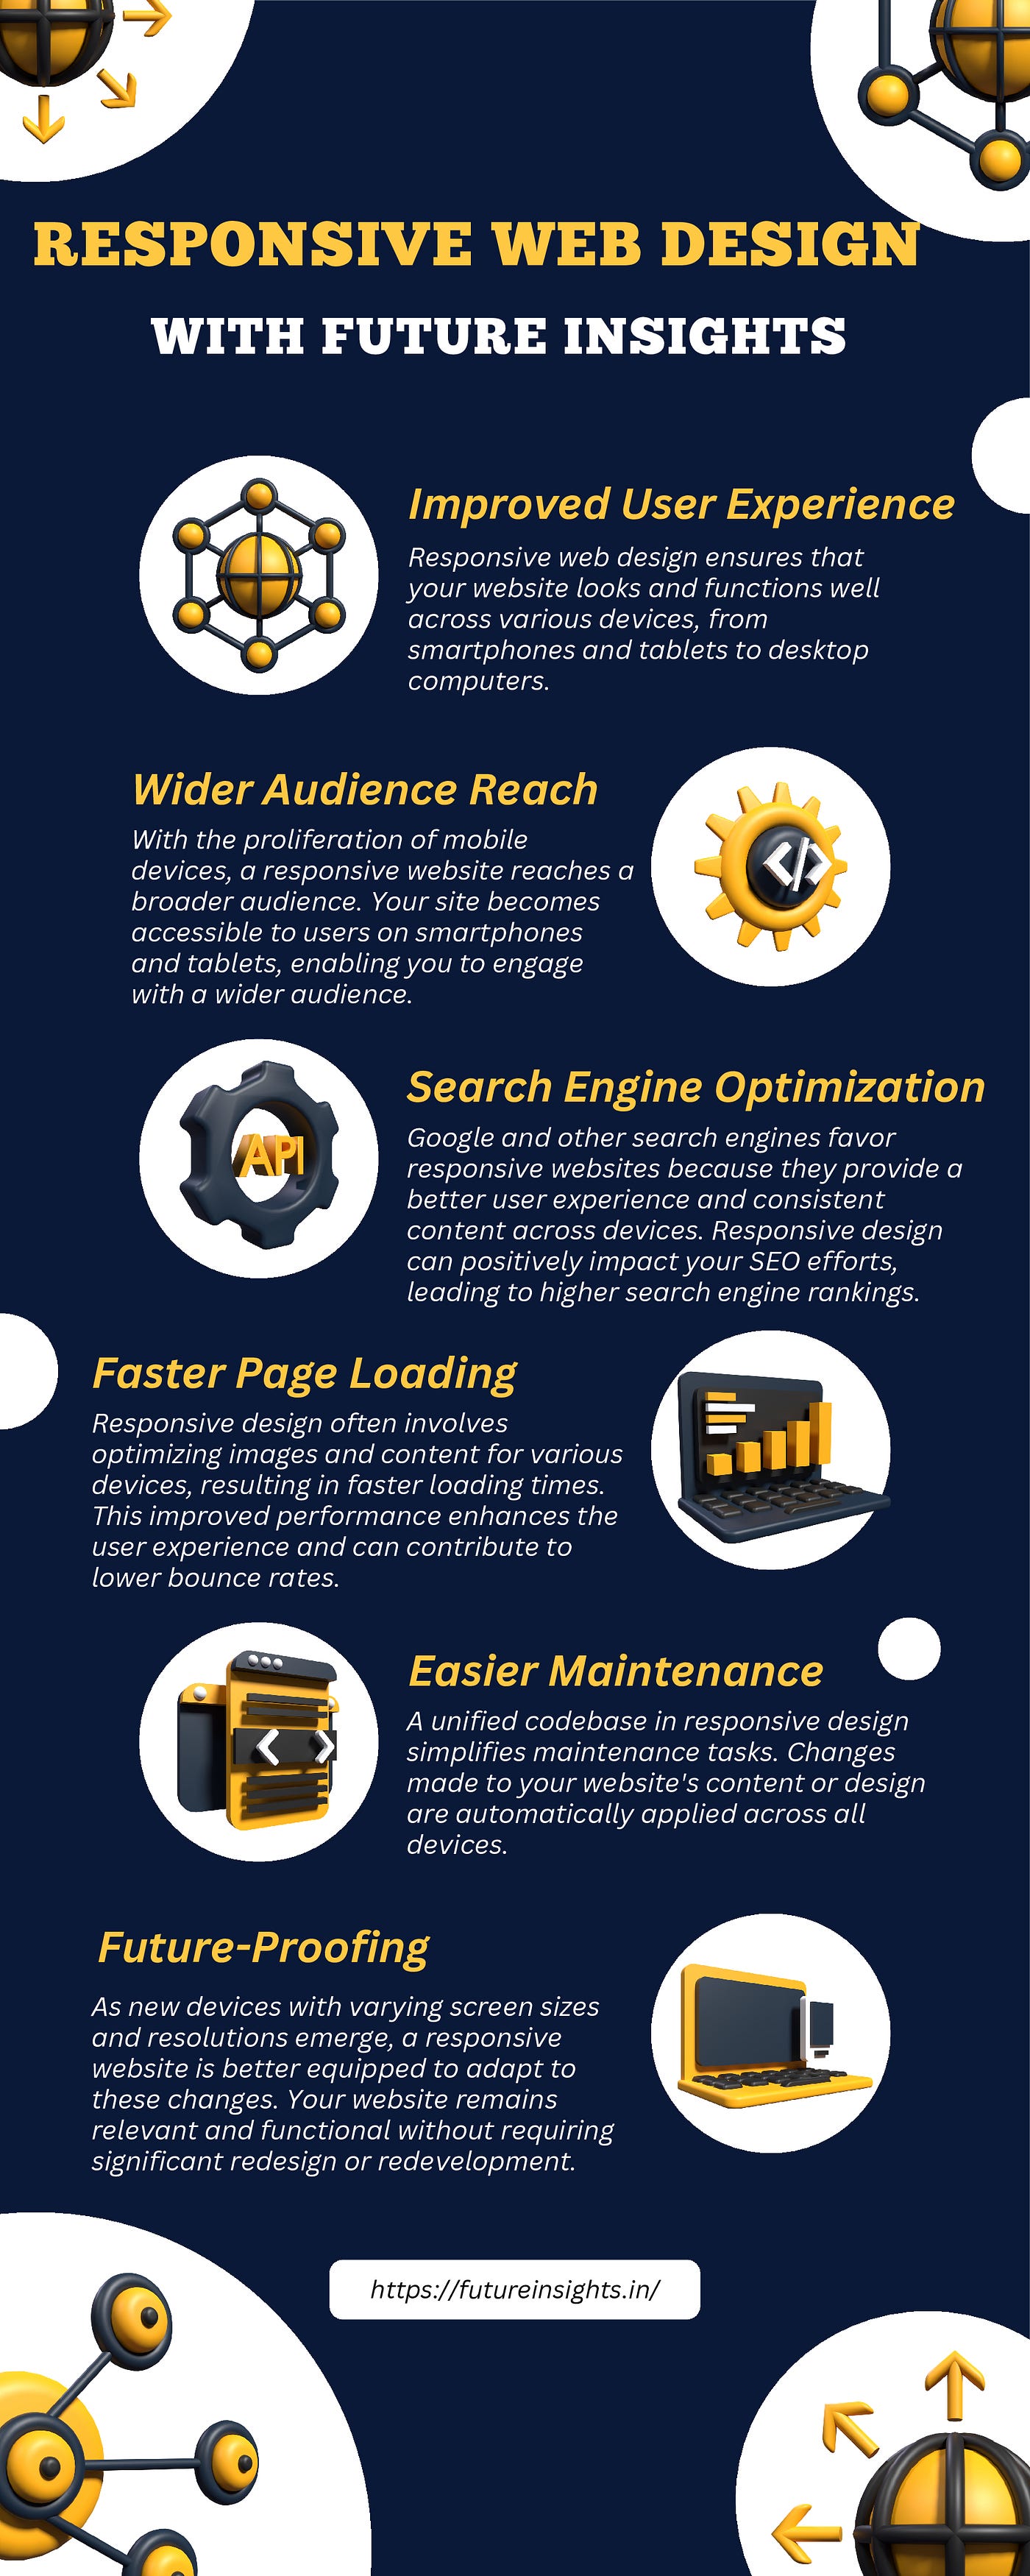 RESPONSIVE WEB DESIGN
WITH FUTURE INSIGHTS
Improved User Experience
Responsive web design ensures that
your website looks and functions well
across various devices, from
smartphones and tablets to desktop
computers.
Wider Audience Reach
With the proliferation of mobile
devices, a responsive website reaches a
broader audience. Your site becomes
accessible to users on smartphones
and tablets, enabling you to engage
with a wider audience.
</>
API
Search Engine Optimization
Google and other search engines favor
responsive websites because they provide a
better user experience and consistent
content across devices. Responsive design
can positively impact your SEO efforts,
leading to higher search engine rankings.
Faster Page Loading
Responsive design often involves
optimizing images and content for various
devices, resulting in faster loading times.
This improved performance enhances the
user experience and can contribute to
lower bounce rates.
< >
Easier Maintenance
A unified codebase in responsive design
simplifies maintenance tasks. Changes
made to your website's content or design
are automatically applied across all
devices.
Future-Proofing
As new devices with varying screen sizes
and resolutions emerge, a responsive
website is better equipped to adapt to
these changes. Your website remains
relevant and functional without requiring
significant redesign or redevelopment.
https://futureinsights.in/